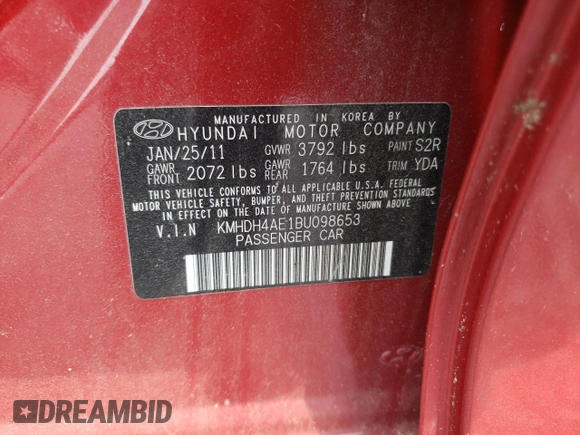 MANUFACTURED IN KOREA BY
HYUNDAI MOTOR COMPANY
JAN/25/11 GVWR 3792 lbs PAINT S2R
GAWR FRONT 2072 lbs GAWR REAR 1764 lbs TRIM YDA
THIS VEHICLE CONFORMS TO ALL APPLICABLE U.S.A. FEDERAL
MOTOR VEHICLE SAFETY, BUMPER, AND THEFT PREVENTION STANDARDS
IN EFFECT ON THE DATE OF MANUFACTURE SHOWN ABOVE.
V.I.N KMHDH4AE1BU098653
PASSENGER CAR
DREAMBID